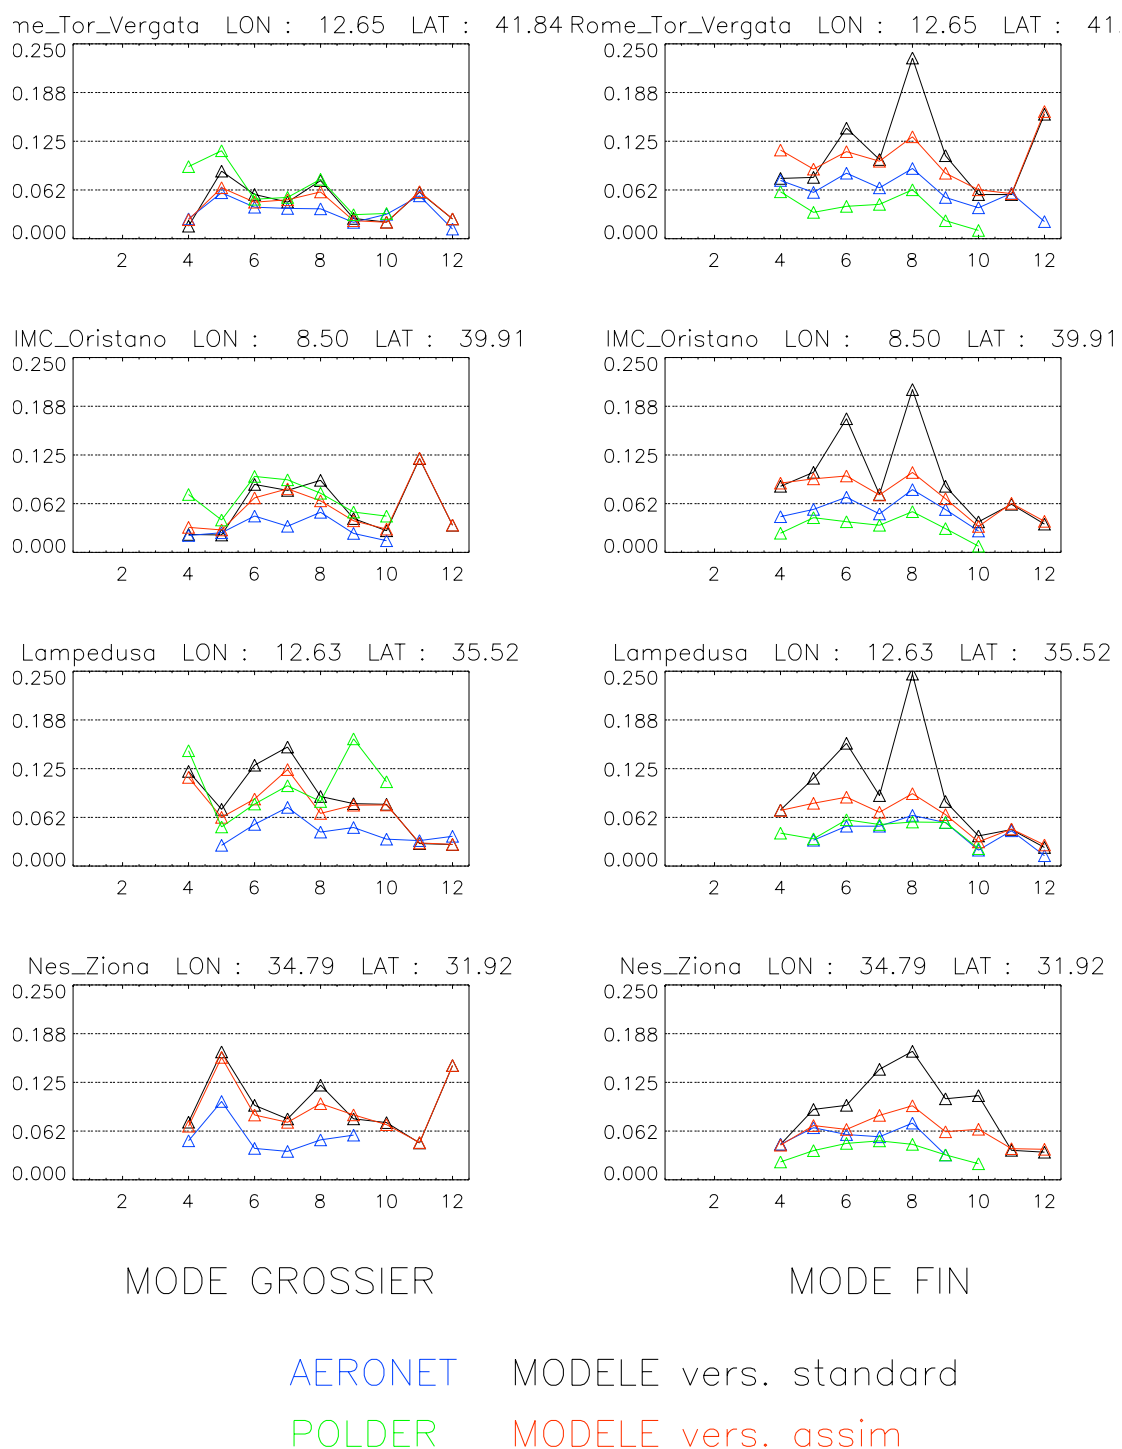 me_Tor_Vergata LON : 12.65 LAT : 41.84
0.250
0.188
0.125
0.062
0.000
2 4 6 8 10 12
Rome_Tor_Vergata LON : 12.65 LAT : 41.
0.250
0.188
0.125
0.062
0.000
2 4 6 8 10 12
IMC_Oristano LON : 8.50 LAT : 39.91
0.250
0.188
0.125
0.062
0.000
2 4 6 8 10 12
IMC_Oristano LON : 8.50 LAT : 39.91
0.250
0.188
0.125
0.062
0.000
2 4 6 8 10 12
Lampedusa LON : 12.63 LAT : 35.52
0.250
0.188
0.125
0.062
0.000
2 4 6 8 10 12
Lampedusa LON : 12.63 LAT : 35.52
0.250
0.188
0.125
0.062
0.000
2 4 6 8 10 12
Nes_Ziona LON : 34.79 LAT : 31.92
0.250
0.188
0.125
0.062
0.000
2 4 6 8 10 12
Nes_Ziona LON : 34.79 LAT : 31.92
0.250
0.188
0.125
0.062
0.000
2 4 6 8 10 12
MODE GROSSIER
MODE FIN
AERONET MODELE vers. standard
POLDER MODELE vers. assim